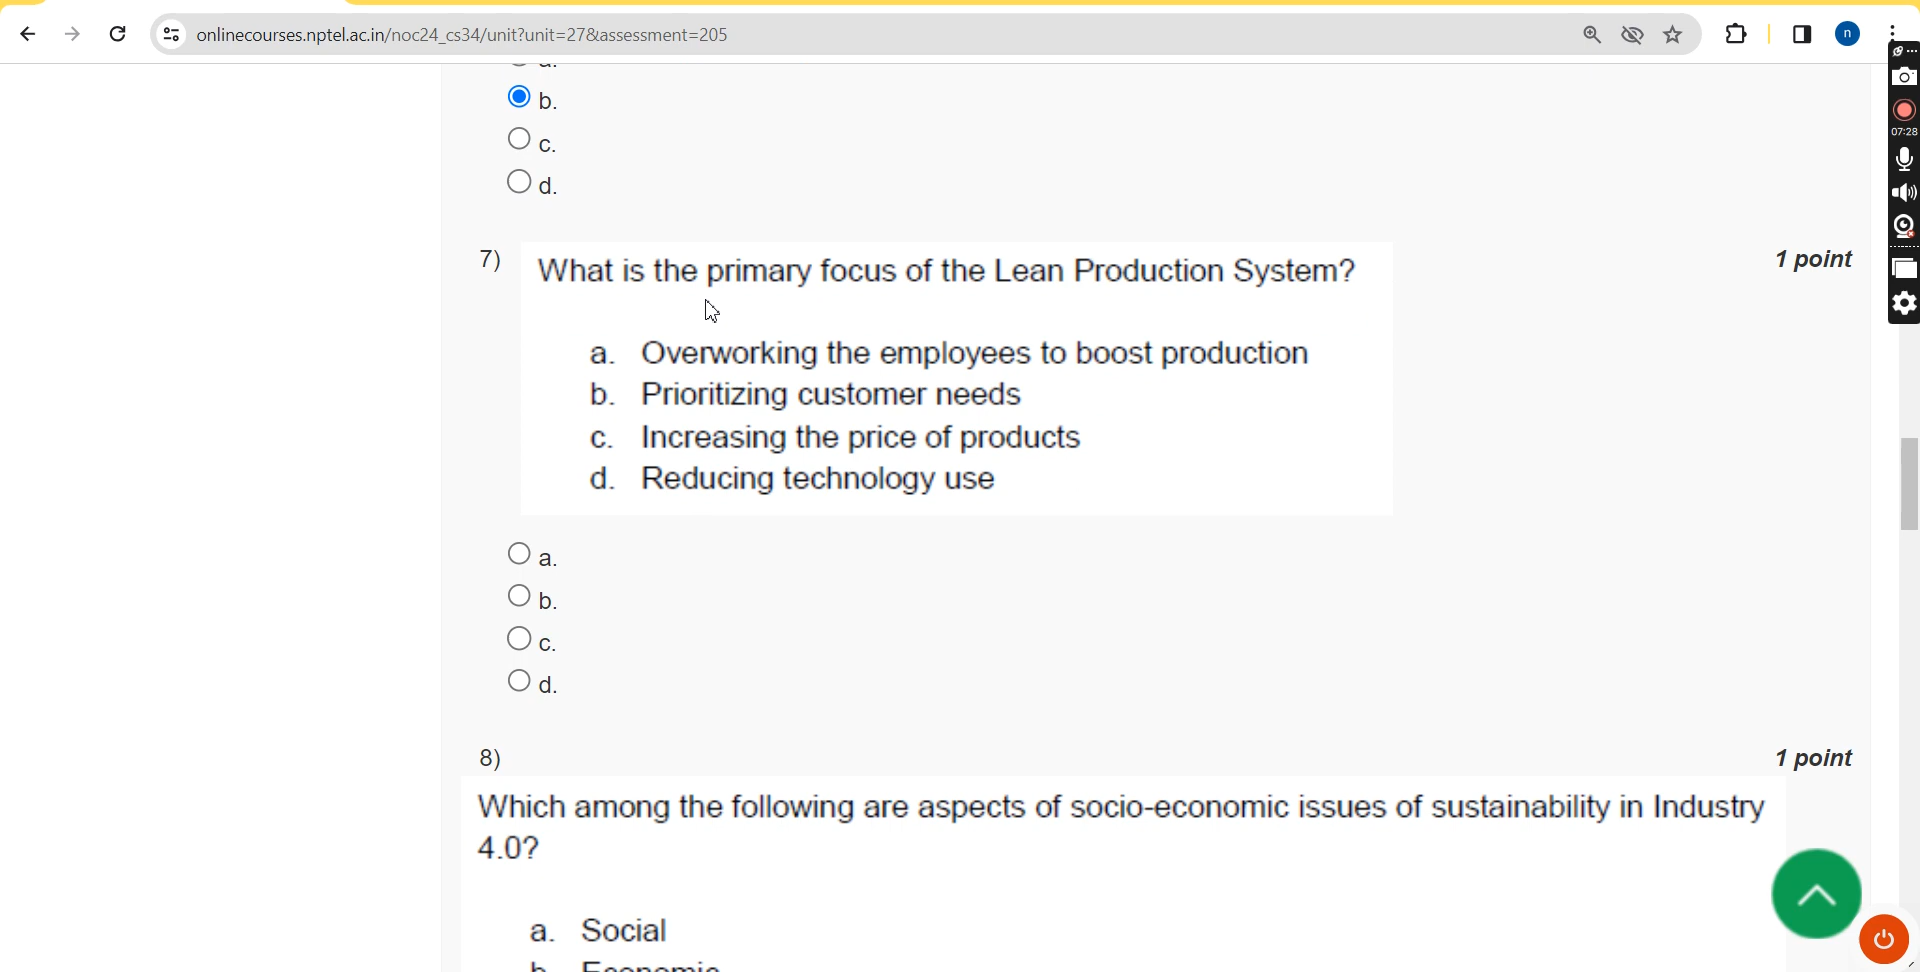 onlinecourses.nptel.ac.in/noc24_cs34/unit?unit=27&assessment=205
n
07:28
b.
c.
d.
7)
What is the primary focus of the Lean Production System?
1 point
a. Overworking the employees to boost production
b. Prioritizing customer needs
c. Increasing the price of products
d. Reducing technology use
a.
b.
c.
d.
8)
1 point
Which among the following are aspects of socio-economic issues of sustainability in Industry
4.0?
a. Social
b. Economic